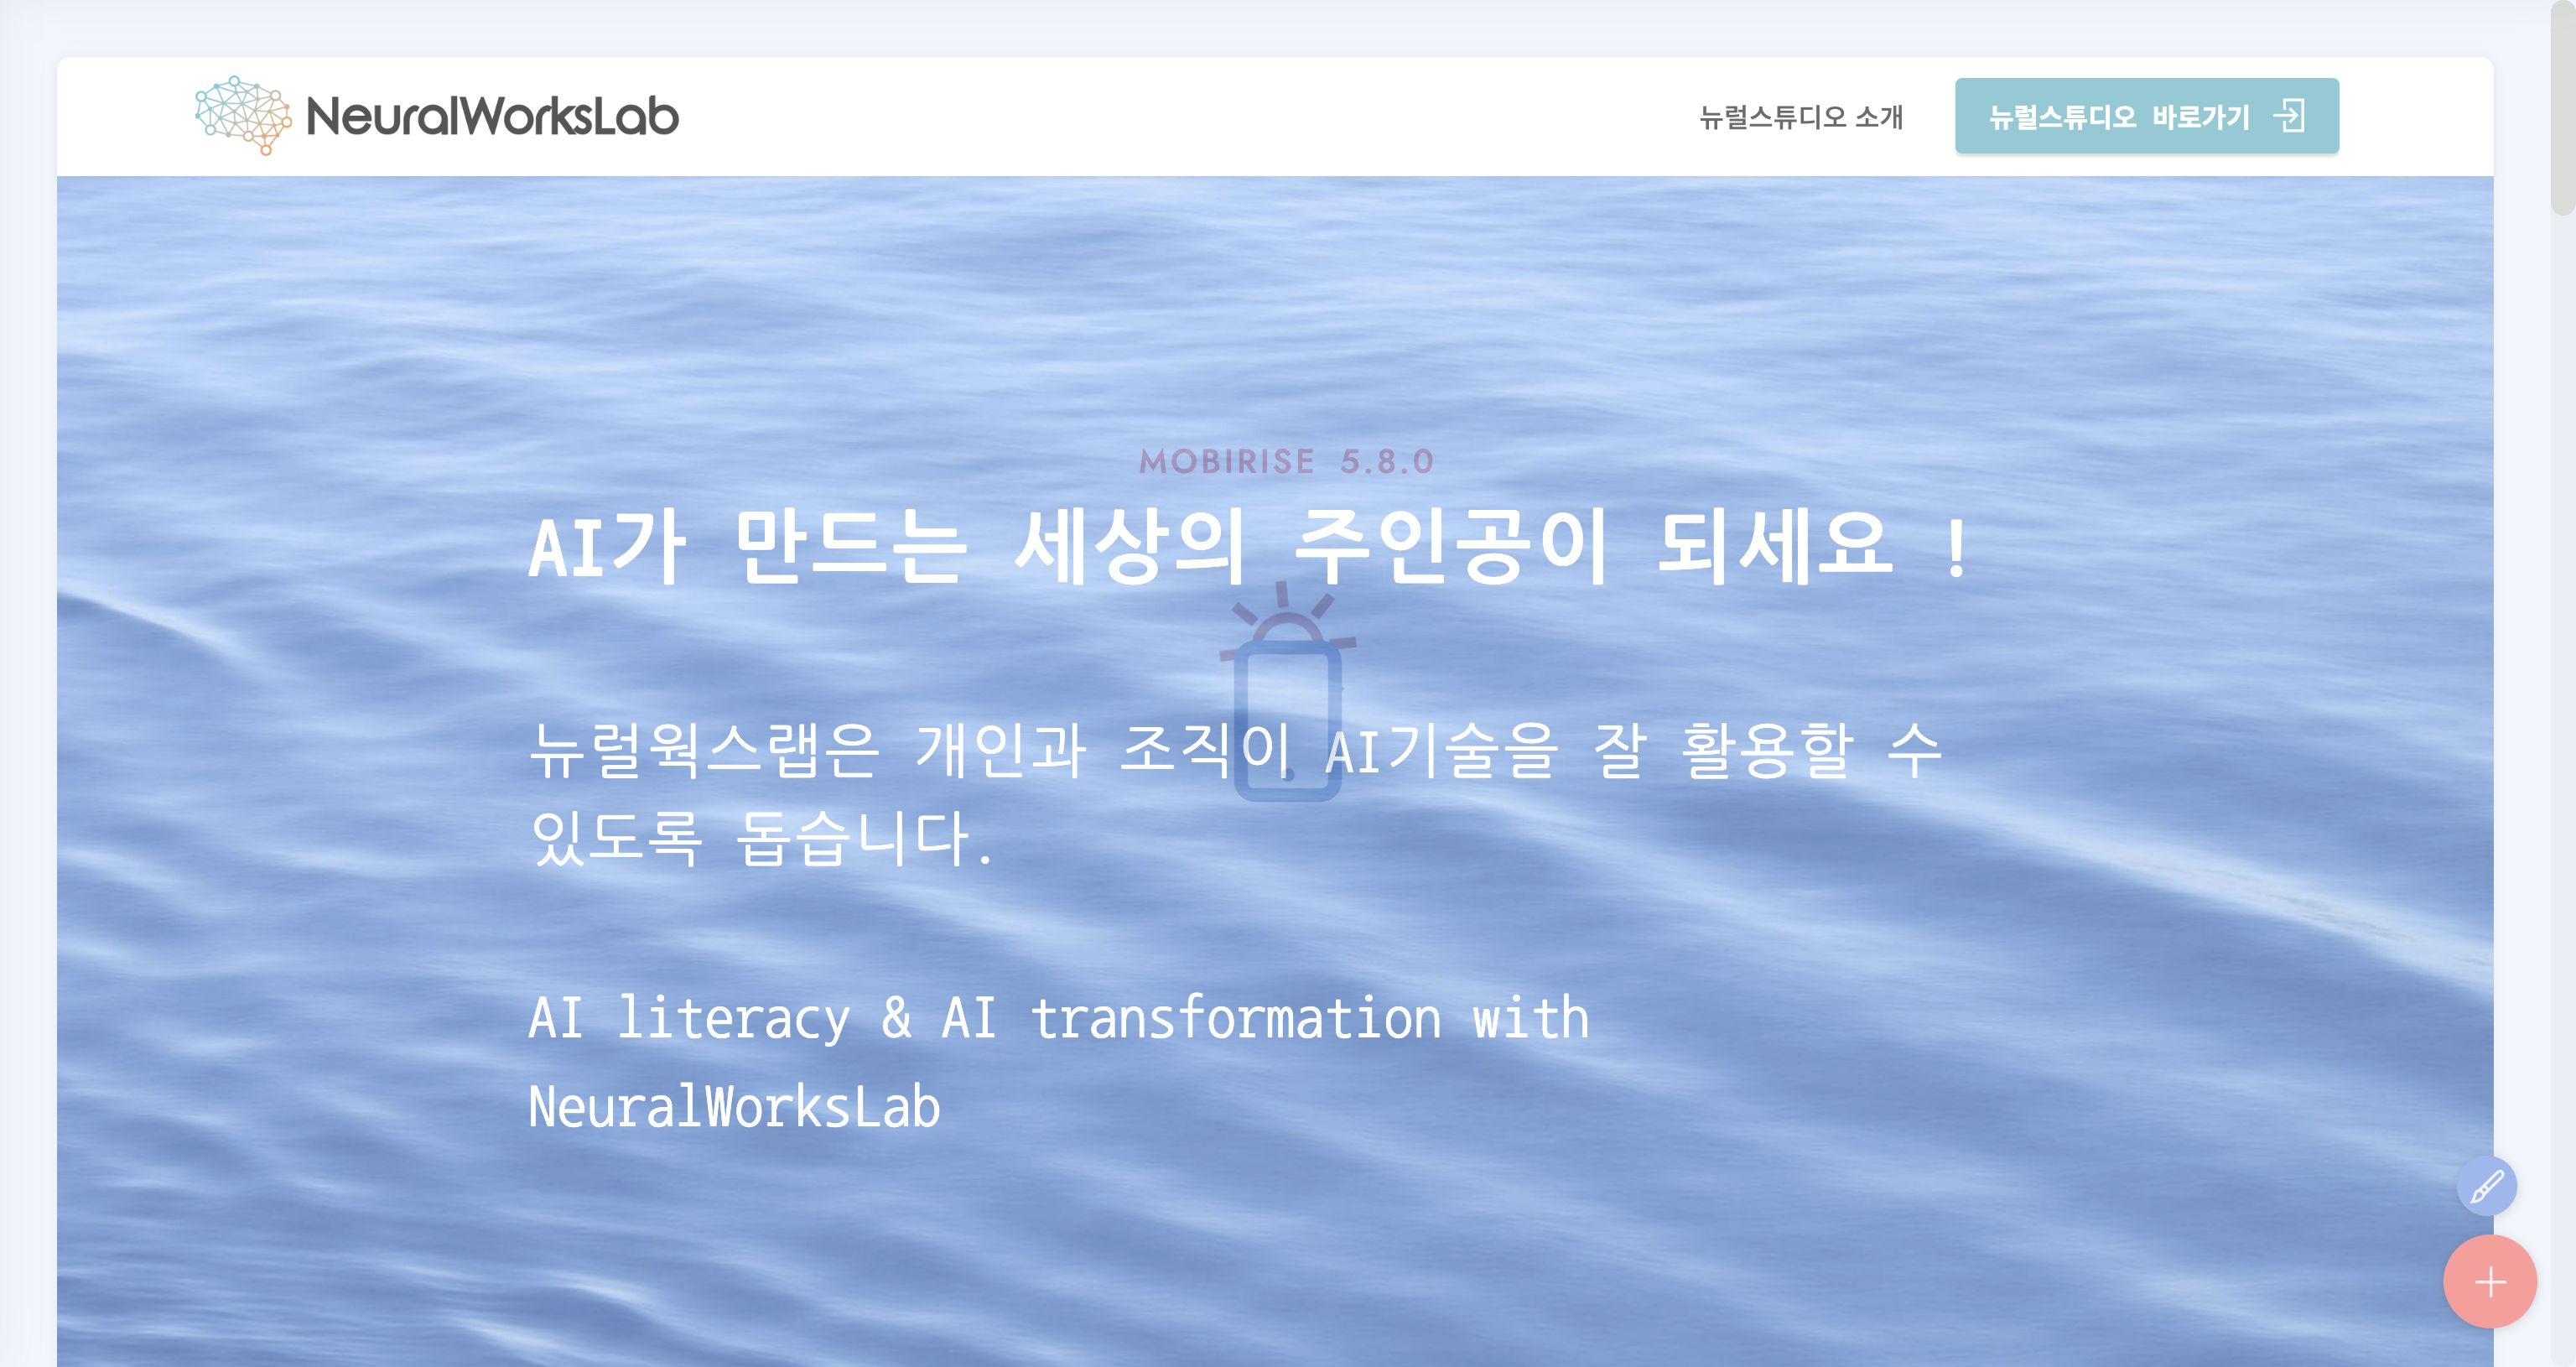 NeuralWorksLab
뉴럴스튜디오 소개
뉴럴스튜디오 바로가기
MOBIRISE 5.8.0
AI가 만드는 세상의 주인공이 되세요 !
뉴럴웍스랩은 개인과 조직이 AI기술을 잘 활용할 수
있도록 돕습니다.
AI literacy & AI transformation with
NeuralWorksLab